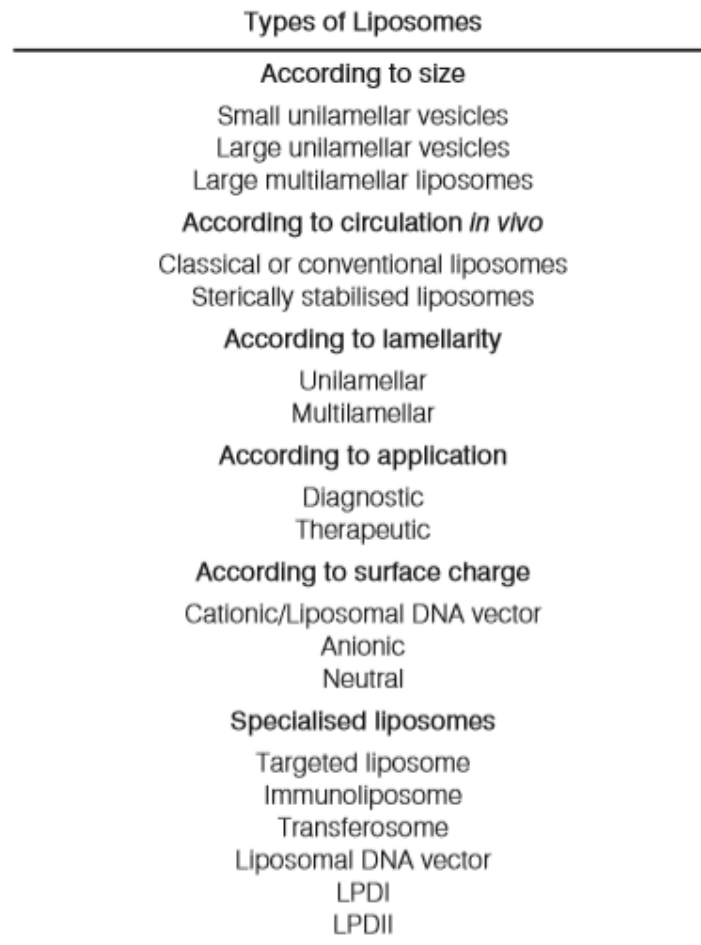 Types of Liposomes
According to size
Small unilamellar vesicles
Large unilamellar vesicles
Large multilamellar liposomes
According to circulation in vivo
Classical or conventional liposomes
Sterically stabilised liposomes
According to lamellarity
Unilamellar
Multilamellar
According to application
Diagnostic
Therapeutic
According to surface charge
Cationic/Liposomal DNA vector
Anionic
Neutral
Specialised liposomes
Targeted liposome
Immunoliposome
Transferosome
Liposomal DNA vector
LPDI
LPDII